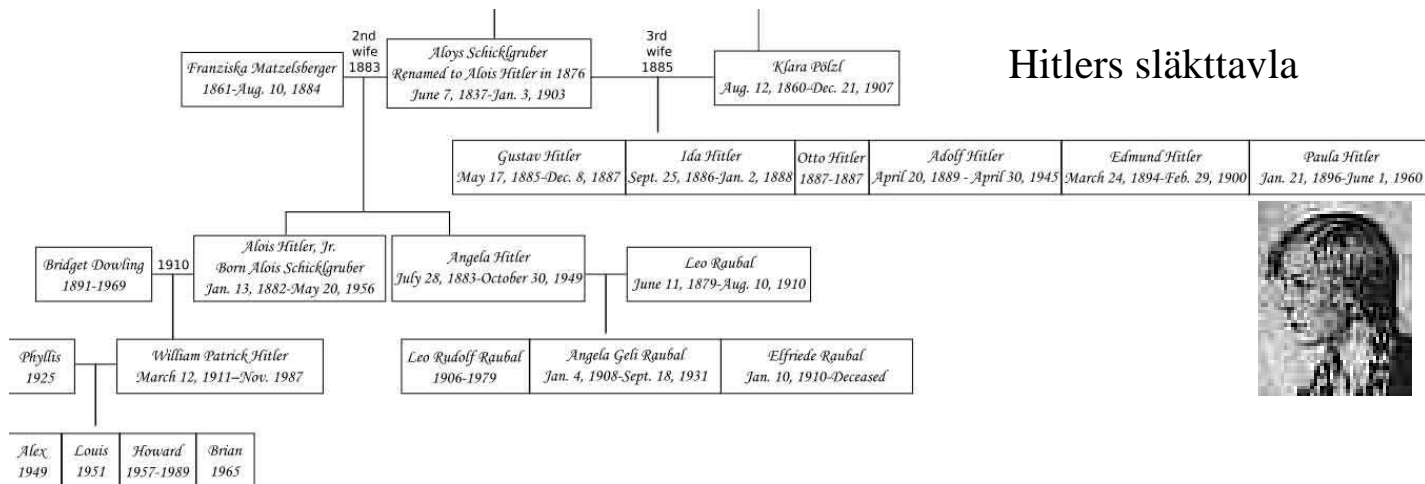 Hitlers släkttavla
2nd
wife
1883
3rd
wife
1885
Franziska Matzelsberger
1861-Aug. 10, 1884
Aloys Schicklgruber
Renamed to Alois Hitler in 1876
June 7, 1837-Jan. 3, 1903
Klara Pölzl
Aug. 12, 1860-Dec. 21, 1907
Gustav Hitler
May 17, 1885-Dec. 8, 1887
Ida Hitler
Sept. 25, 1886-Jan. 2, 1888
Otto Hitler
1887-1887
Adolf Hitler
April 20, 1889 - April 30, 1945
Edmund Hitler
March 24, 1894-Feb. 29, 1900
Paula Hitler
Jan. 21, 1896-June 1, 1960
Bridget Dowling
1891-1969
1910
Alois Hitler, Jr.
Born Alois Schicklgruber
Jan. 13, 1882-May 20, 1956
Angela Hitler
July 28, 1883-October 30, 1949
Leo Raubal
June 11, 1879-Aug. 10, 1910
Phyllis
1925
William Patrick Hitler
March 12, 1911–Nov. 1987
Leo Rudolf Raubal
1906-1979
Angela Geli Raubal
Jan. 4, 1908-Sept. 18, 1931
Elfriede Raubal
Jan. 10, 1910-Deceased
Alex
1949
Louis
1951
Howard
1957-1989
Brian
1965